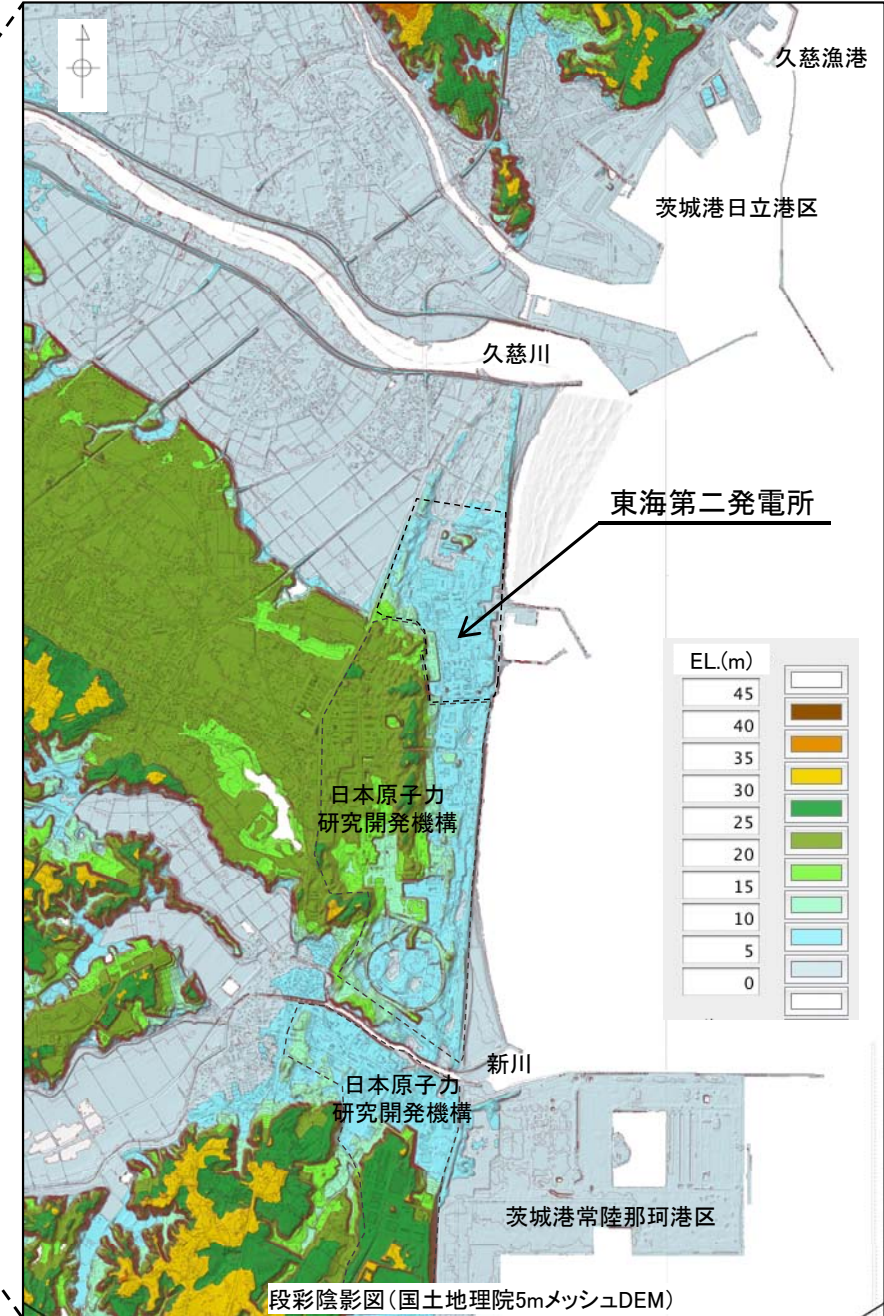 久慈漁港
茨城港日立港区
久慈川
東海第二発電所
EL.(m)
45
40
35
30
25
20
15
10
5
0
日本原子力
研究開発機構
新川
日本原子力
研究開発機構
茨城港常陸那珂港区
段彩陰影図(国土地理院5mメッシュDEM)